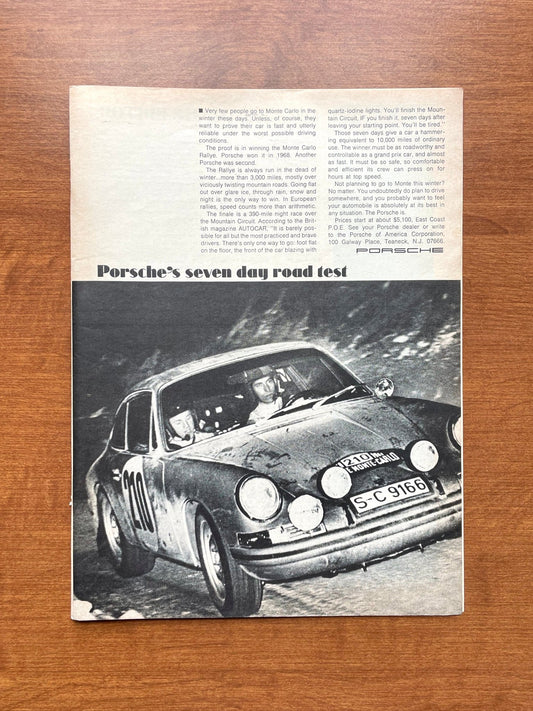 ■ Very few people go to Monte Carlo in the
winter these days. Unless, of course, they
want to prove their car is fast and utterly
reliable under the worst possible driving
conditions.
The proof is in winning the Monte Carlo
Rallye. Porsche won it in 1968. Another
Porsche was second.
The Rallye is always run in the dead of
winter...more than 3,000 miles, mostly over
viciously twisting mountain roads. Going flat
out over glare ice, through rain, snow and
night is the only way to win. In European
rallies, speed counts more than arithmetic.
The finale is a 390-mile night race over
the Mountain Circuit. According to the Brit-
ish magazine AUTOCAR, "It is barely pos-
sible for all but the most practiced and brave
drivers. There's only one way to go: foot flat
on the floor, the front of the car blazing with
quartz-iodine lights. You'll finish the Moun-
tain Circuit, IF you finish it, seven days after
leaving your starting point. You'll be tired."
Those seven days give a car a hammer-
ing equivalent to 10,000 miles of ordinary
use. The winner must be as roadworthy and
controllable as a grand prix car, and almost
as fast. It must be so safe, so comfortable
and efficient its crew can press on for
hours at top speed.
Not planning to go to Monte this winter?
No matter. You undoubtedly do plan to drive
somewhere, and you probably want to feel
your automobile is absolutely at its best in
any situation. The Porsche is.
Prices start at about $5,100, East Coast
P.O.E. See your Porsche dealer or write
to the Porsche of America Corporation,
100 Galway Place, Teaneck, N.J. 07666.
PORSCHE
Porsche's seven day road test
210
210
MONTE-CARLO
S-C 9166